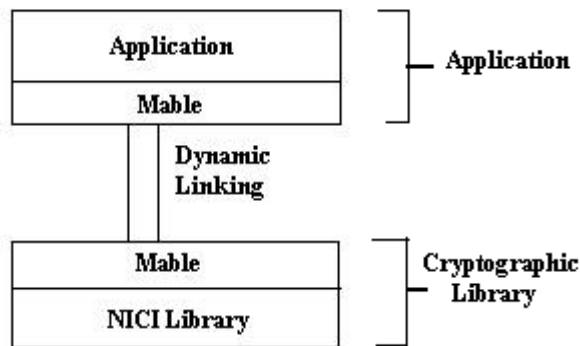 Application
Application
Mable
Dynamic
Linking
Mable
Cryptographic
Library
NICI Library